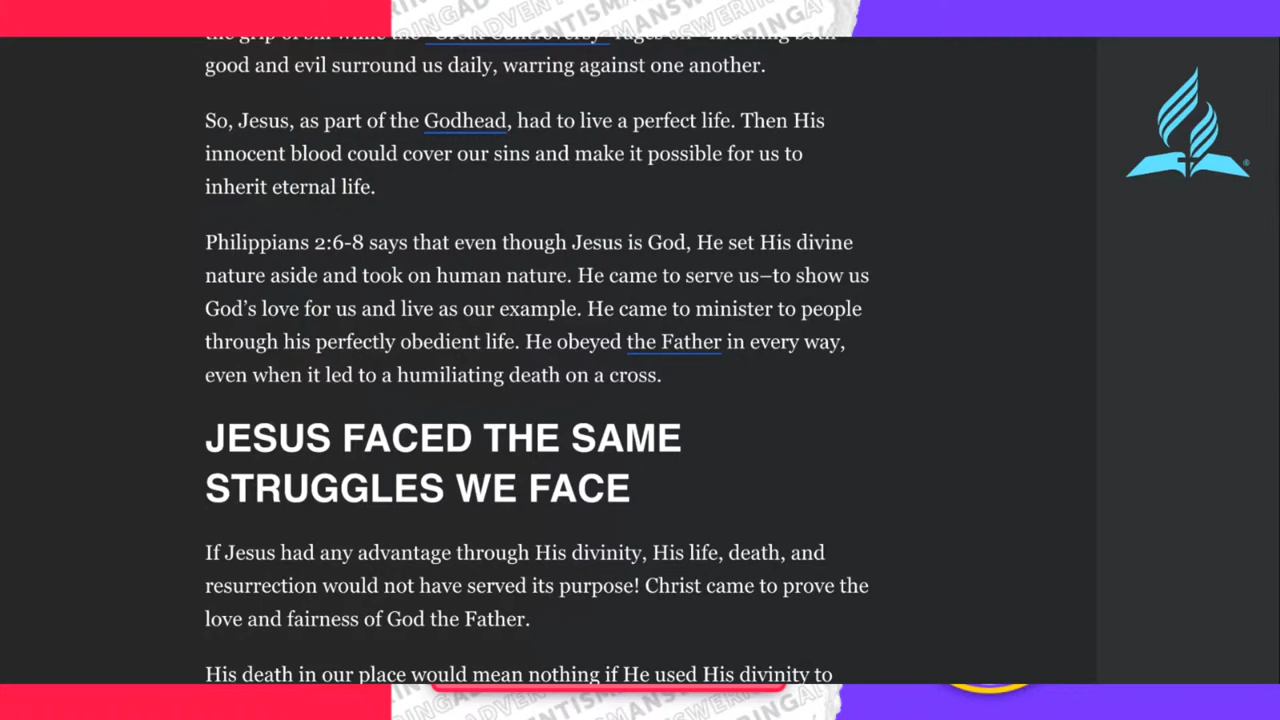 RINGADVENTISMANSWERINGA
good and evil surround us daily, warring against one another.
So, Jesus, as part of the Godhead, had to live a perfect life. Then His
innocent blood could cover our sins and make it possible for us to
inherit eternal life.
Philippians 2:6-8 says that even though Jesus is God, He set His divine
nature aside and took on human nature. He came to serve us–to show us
God's love for us and live as our example. He came to minister to people
through his perfectly obedient life. He obeyed the Father in every way,
even when it led to a humiliating death on a cross.
JESUS FACED THE SAME
STRUGGLES WE FACE
If Jesus had any advantage through His divinity, His life, death, and
resurrection would not have served its purpose! Christ came to prove the
love and fairness of God the Father.
His death in our place would mean nothing if He used His divinity to
RINGADVENTISMANSWERINGA